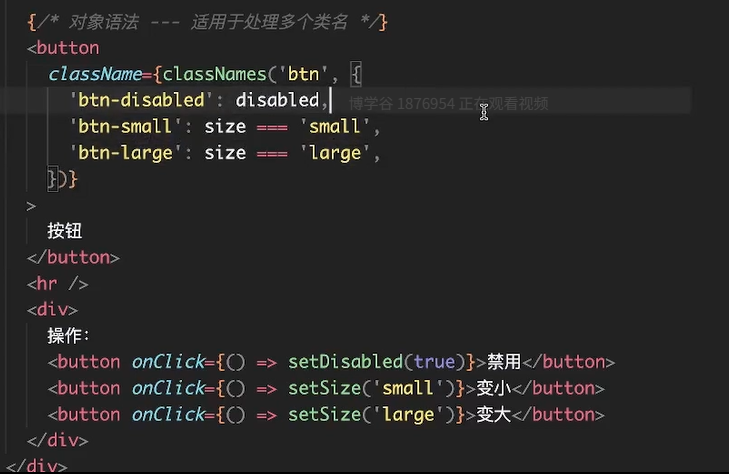 {/* 对象语法 --- 适用于处理多个类名 */}
<button
className={classNames('btn', {
'btn-disabled': disabled,
博学谷 1876954 正在观看视频
'btn-small': size === 'small',
'btn-large': size === 'large',
})}
>
按钮
</button>
<hr />
<div>
操作:
<button onClick={() => setDisabled(true)}>禁用</button>
<button onClick={() => setSize('small')}>变小</button>
<button onClick={() => setSize('large')}>变大</button>
</div>
</div>